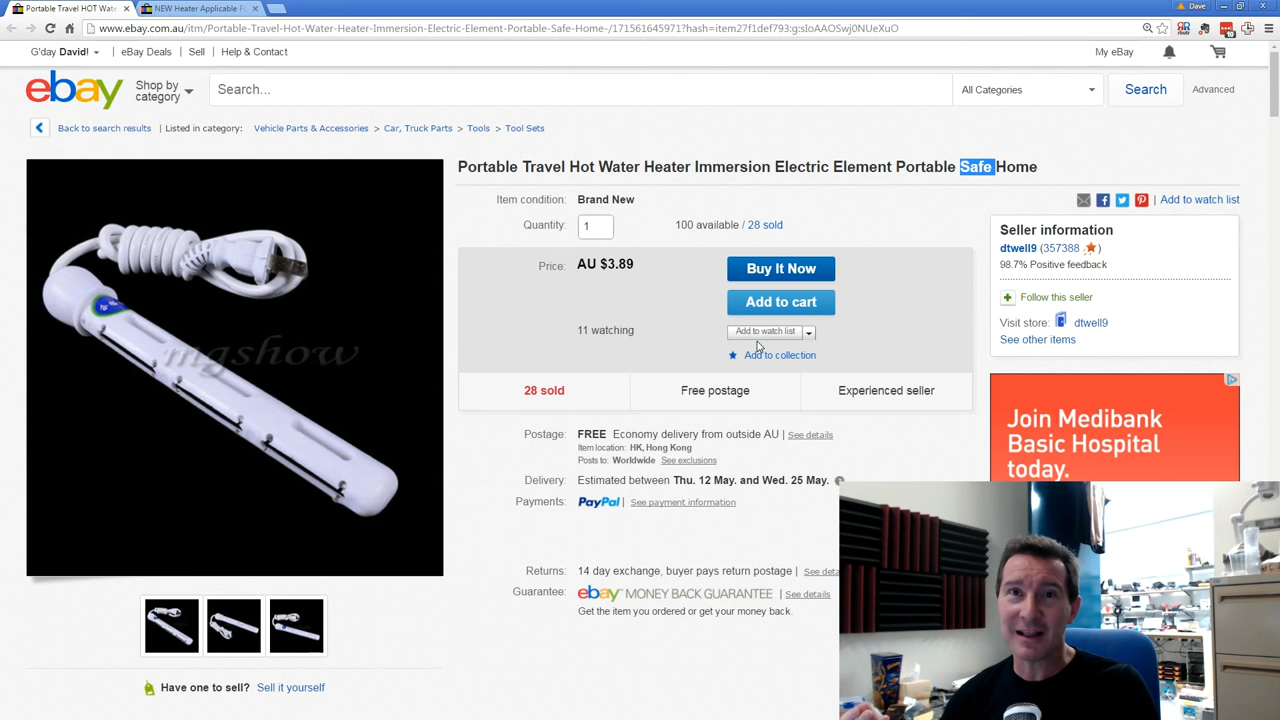 Portable Travel HOT Wate
NEW Heater Applicable F
Dave
www.ebay.com.au/itm/Portable-Travel-Hot-Water-Heater-Immersion-Electric-Element-Portable-Safe-Home-/171561645971?hash=item27f1def793:g:sIoAAOSwj0NUeXuO
G'day David!
eBay Deals
Sell
Help & Contact
My eBay
ebay
Shop by
category
Search...
All Categories
Search
Advanced
Back to search results
Listed in category:
Vehicle Parts & Accessories > Car, Truck Parts > Tools > Tool Sets
Portable Travel Hot Water Heater Immersion Electric Element Portable Safe Home
Add to watch list
Item condition: Brand New
Quantity: 1 100 available / 28 sold
Price: AU $3.89
Buy It Now
Add to cart
11 watching
Add to watch list
Add to collection
28 sold
Free postage
Experienced seller
Postage: FREE Economy delivery from outside AU | See details
Item location: HK, Hong Kong
Posts to: Worldwide See exclusions
Delivery: Estimated between Thu. 12 May. and Wed. 25 May.
Payments: PayPal | See payment information
Returns: 14 day exchange, buyer pays return postage | See deta
Guarantee: ebay MONEY BACK GUARANTEE | See details
Get the item you ordered or get your money back.
Seller information
dtwell9 (357388)
98.7% Positive feedback
Follow this seller
Visit store: dtwell9
See other items
Join Medibank
Basic Hospital
today.
mgshow
Have one to sell? Sell it yourself